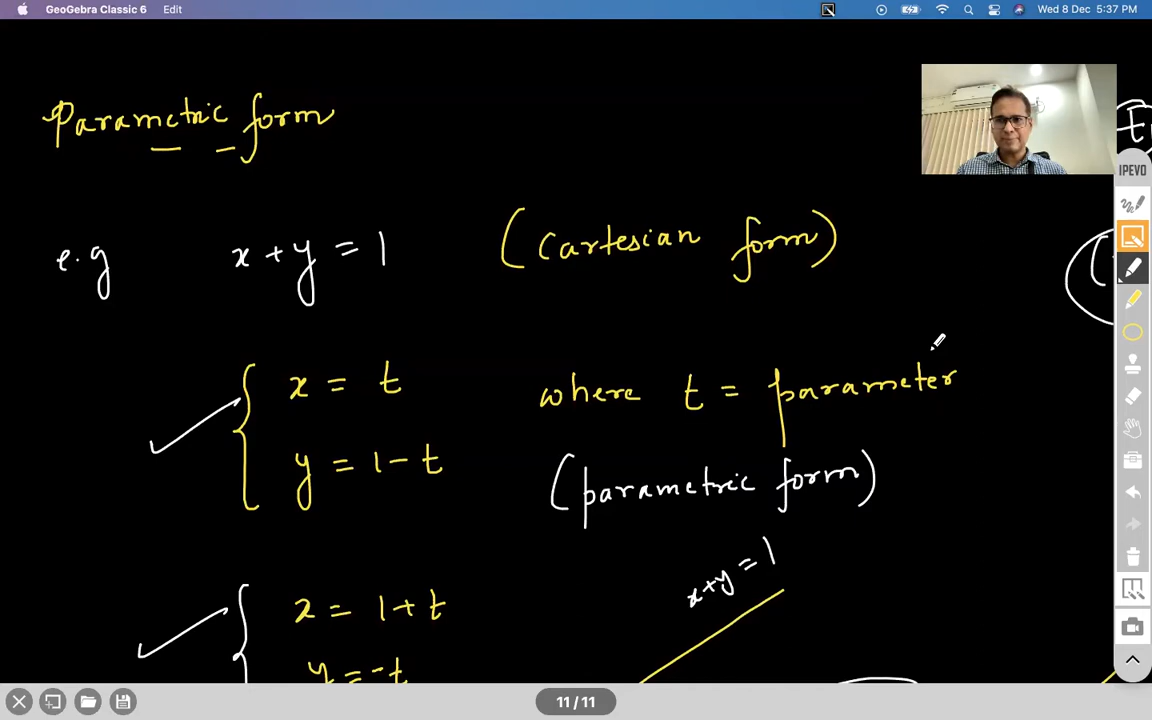 GeoGebra Classic 6 Edit Wed 8 Dec 5:37 PM
Parametric form
IPEVO
e.g x + y = 1 (Cartesian form)
x = t where t = parameter
y = 1 - t (parametric form)
x+y = 1
x = 1 + t
y = -t
11/11